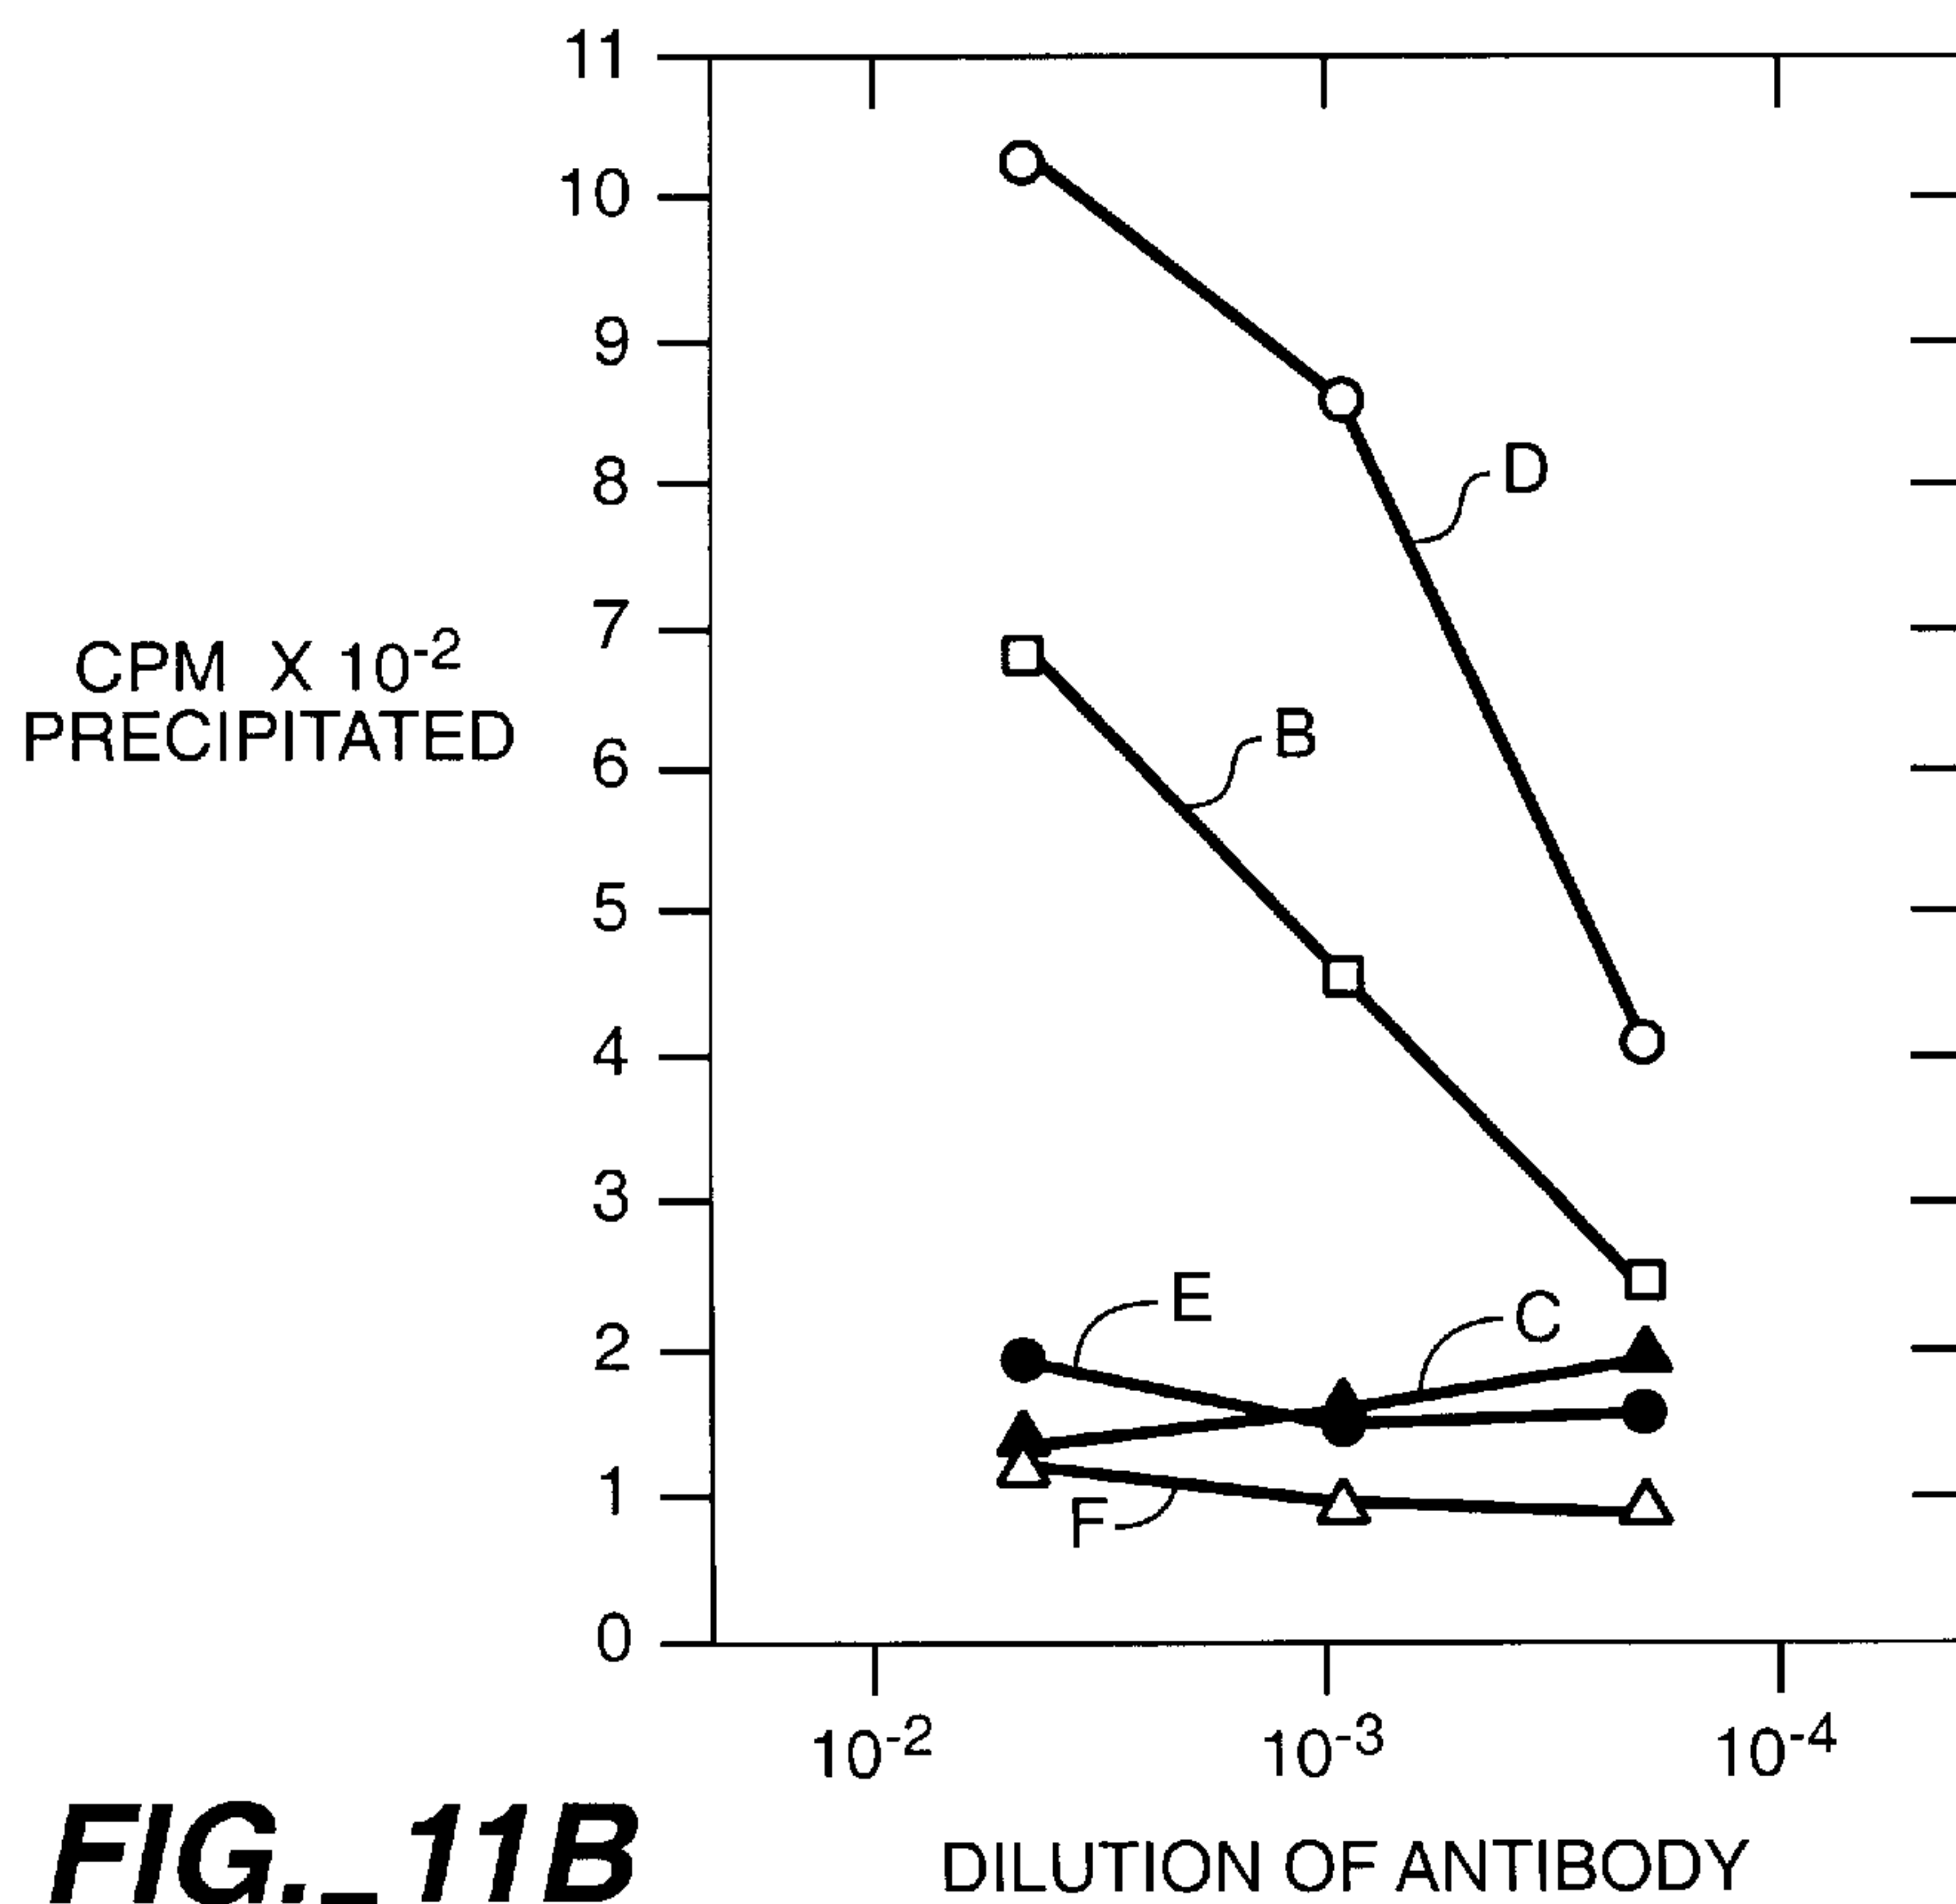 11
10
9
8
7
6
5
4
3
2
1
0
CPM X 10⁻²
PRECIPITATED
D
B
E
C
F
10⁻² 10⁻³ 10⁻⁴
DILUTION OF ANTIBODY
FIG._11B